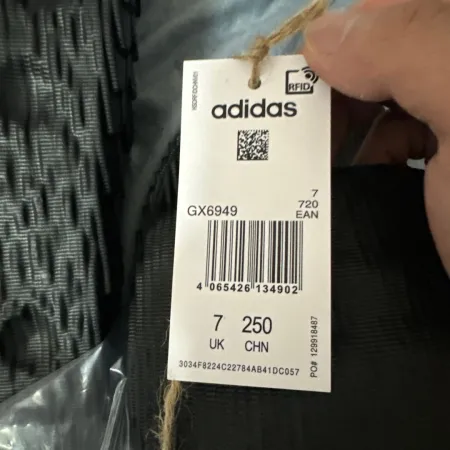 RFID
adidas
7
720
GX6949
EAN
4 065426 134902
7 250
UK CHN
3034F8224C22784AB41DC057
PO# 129918487